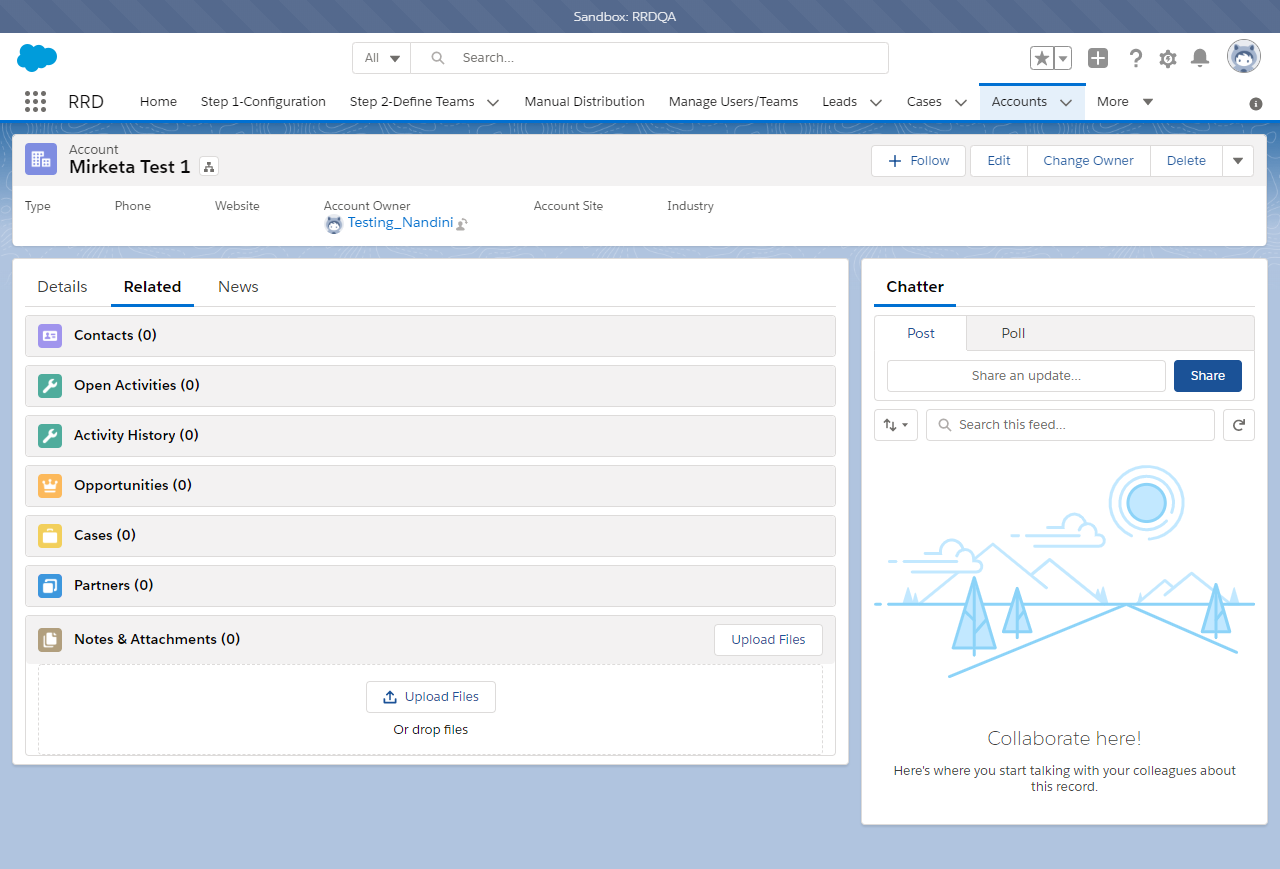 Sandbox: RRDQA
All
Search...
RRD
Home
Step 1-Configuration
Step 2-Define Teams
Manual Distribution
Manage Users/Teams
Leads
Cases
Accounts
More
Account
Mirketa Test 1
Follow
Edit
Change Owner
Delete
Type
Phone
Website
Account Owner
Account Site
Industry
Testing_Nandini
Details
Related
News
Contacts (0)
Open Activities (0)
Activity History (0)
Opportunities (0)
Cases (0)
Partners (0)
Notes & Attachments (0)
Upload Files
Upload Files
Or drop files
Chatter
Post
Poll
Share an update...
Share
Search this feed...
Collaborate here!
Here's where you start talking with your colleagues about
this record.